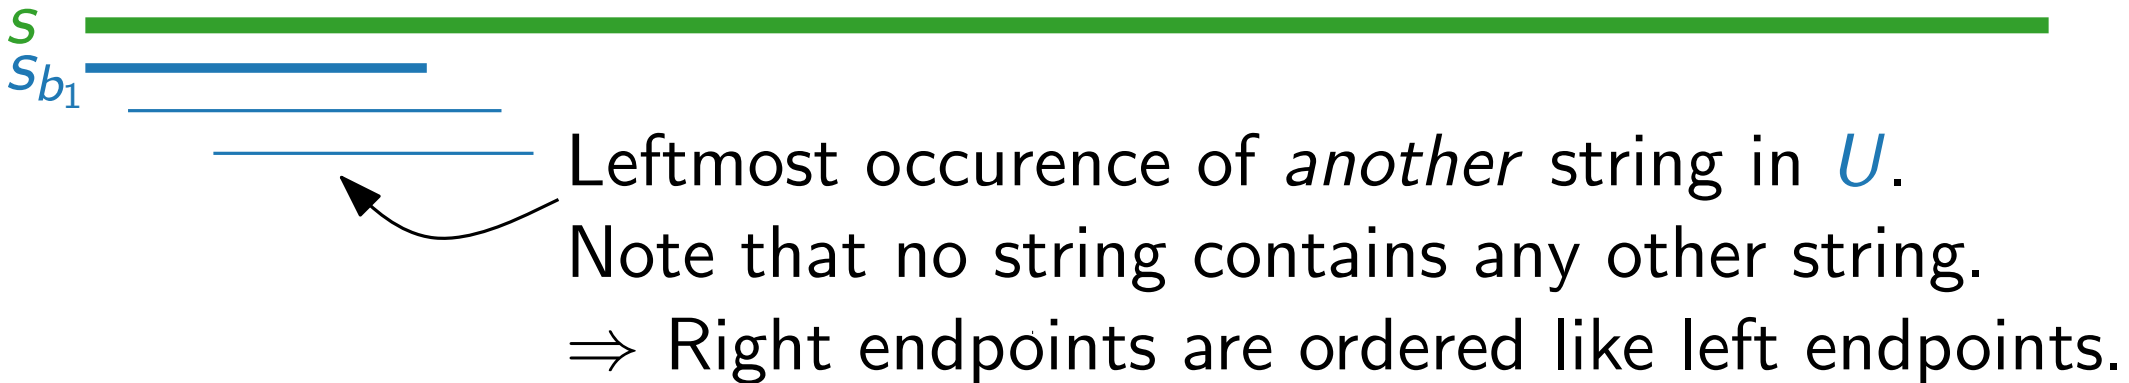 s
s_{b_1}
Leftmost occurence of another string in U.
Note that no string contains any other string.
⇒ Right endpoints are ordered like left endpoints.